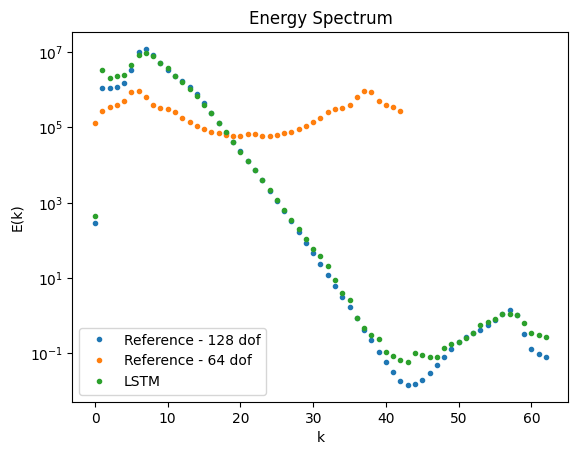 Energy Spectrum
E(k)
10^7
10^5
10^3
10^1
10^−1
Reference - 128 dof
Reference - 64 dof
LSTM
0 10 20 30 40 50 60
k